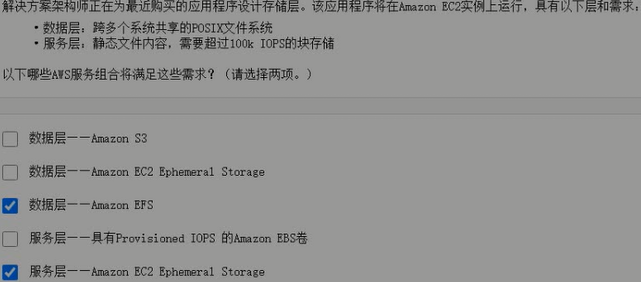 解决方案架构师正在为最近购买的应用程序设计存储层。该应用程序将在Amazon EC2实例上运行，具有以下层和需求：
• 数据层：跨多个系统共享的POSIX文件系统
• 服务层：静态文件内容，需要超过100k IOPS的块存储
以下哪些AWS服务组合将满足这些需求？（请选择两项。）
数据层——Amazon S3
数据层——Amazon EC2 Ephemeral Storage
数据层——Amazon EFS
服务层——具有Provisioned IOPS 的Amazon EBS卷
服务层——Amazon EC2 Ephemeral Storage